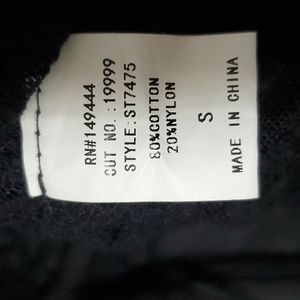 RN#149444
CUT NO.:19999
STYLE:ST7475
80%COTTON
20%NYLON
S
MADE IN CHINA